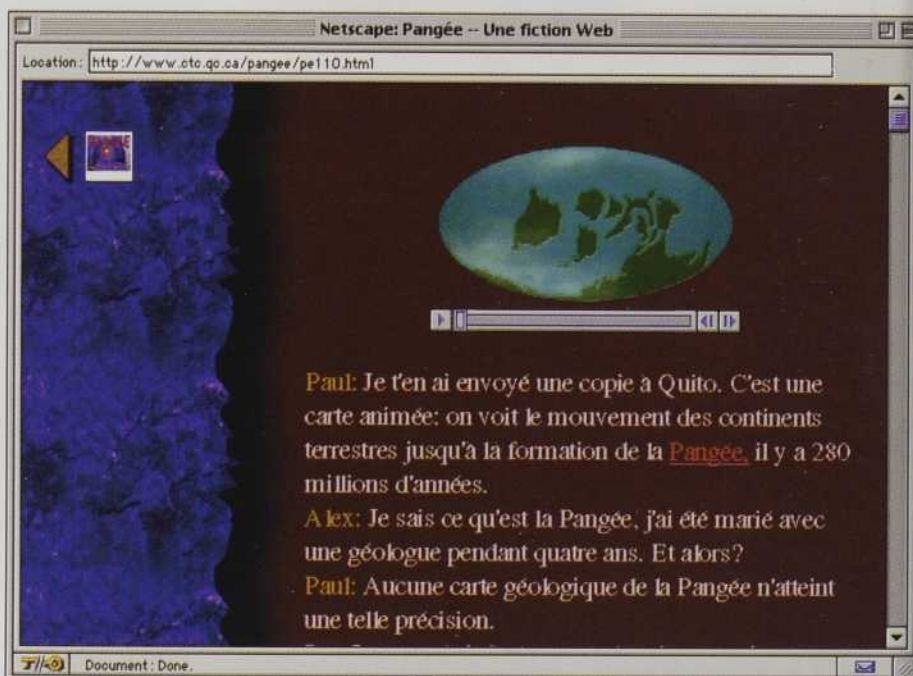 Netscape: Pangée -- Une fiction Web
Location: http://www.ctc.qc.ca/pangee/pe110.html
Paul: Je t'en ai envoyé une copie à Quito. C'est une
carte animée: on voit le mouvement des continents
terrestres jusqu'à la formation de la Pangée, il y a 280
millions d'années.
Alex: Je sais ce qu'est la Pangée, j'ai été marié avec
une géologue pendant quatre ans. Et alors?
Paul: Aucune carte géologique de la Pangée n'atteint
une telle précision.
Document: Done.